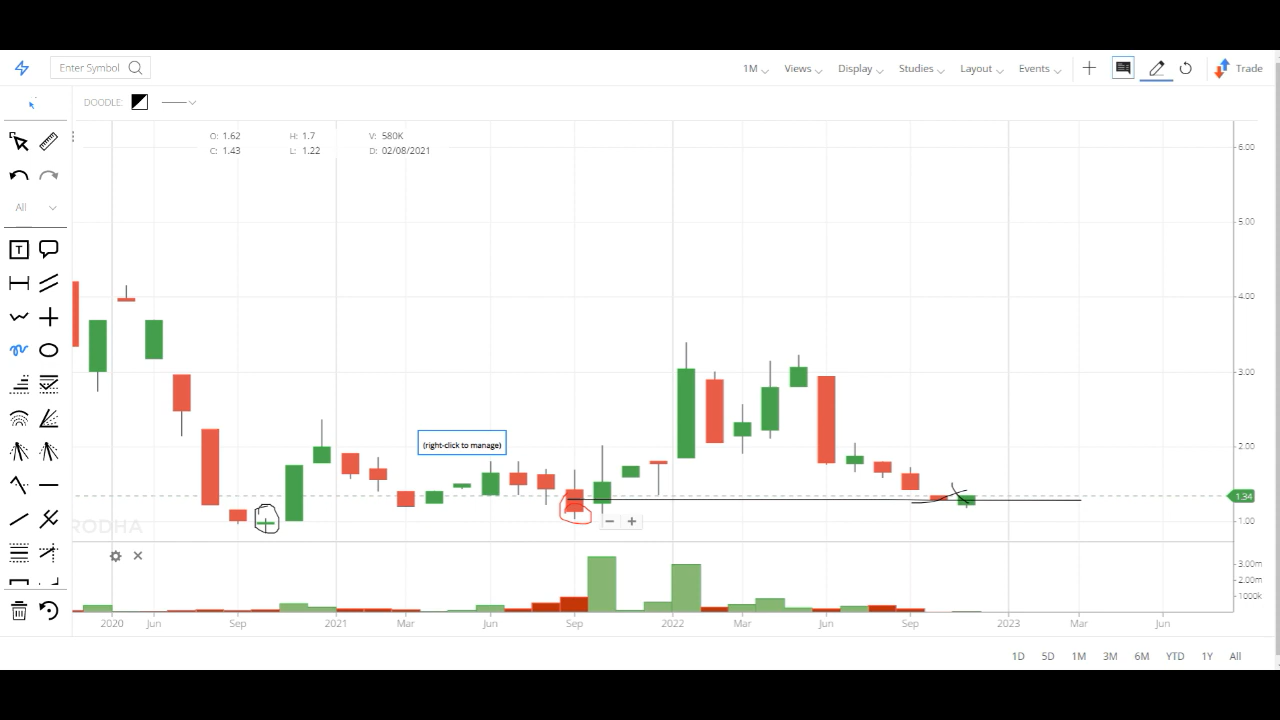 Enter Symbol 1M Views Display Studies Layout Events Trade
DOODLE:
O: 1.62 H: 1.7 V: 580K
C: 1.43 L: 1.22 D: 02/08/2021
All
T
6.00
5.00
4.00
3.00
2.00
(right-click to manage)
1.34
1.00
RODHA
3.00m
2.00m
1000k
2020 Jun Sep 2021 Mar Jun Sep 2022 Mar Jun Sep 2023 Mar Jun
1D 5D 1M 3M 6M YTD 1Y All